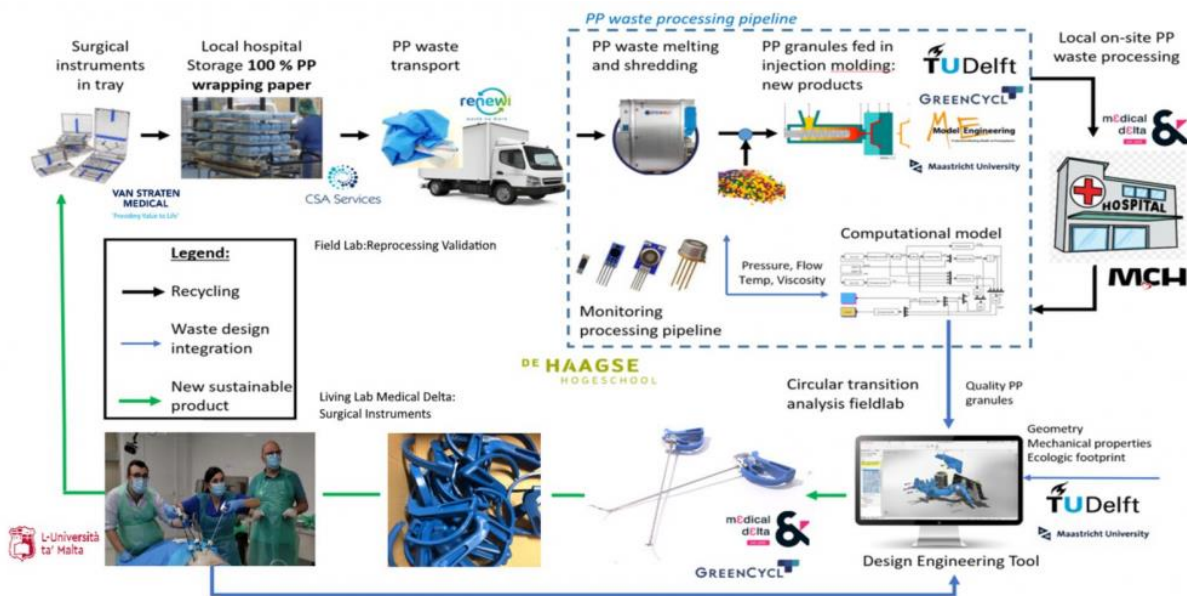 PP waste processing pipeline
Surgical
instruments
in tray
Local hospital
Storage 100 % PP
wrapping paper
PP waste
transport
PP waste melting
and shredding
PP granules fed in
injection molding:
new products
TUDelft
GREENCYCL
Local on-site PP
waste processing
renewi
ME
Model Engineering
Maastricht University
mɛdical
dɛlta
&
VAN STRATEN
MEDICAL
'Providing Value to Life'
CSA Services
HOSPITAL
MCH
Legend:
Recycling
Waste design
integration
New sustainable
product
Field Lab:Reprocessing Validation
Computational model
Pressure, Flow
Temp, Viscosity
Monitoring
processing pipeline
DE HAAGSE
HOGESCHOOL
Living Lab Medical Delta:
Surgical Instruments
Circular transition
analysis fieldlab
Quality PP
granules
Geometry
Mechanical properties
Ecologic footprint
TUDelft
Maastricht University
mɛdical
dɛlta
&
GREENCYCL
Design Engineering Tool
L-Università
ta' Malta